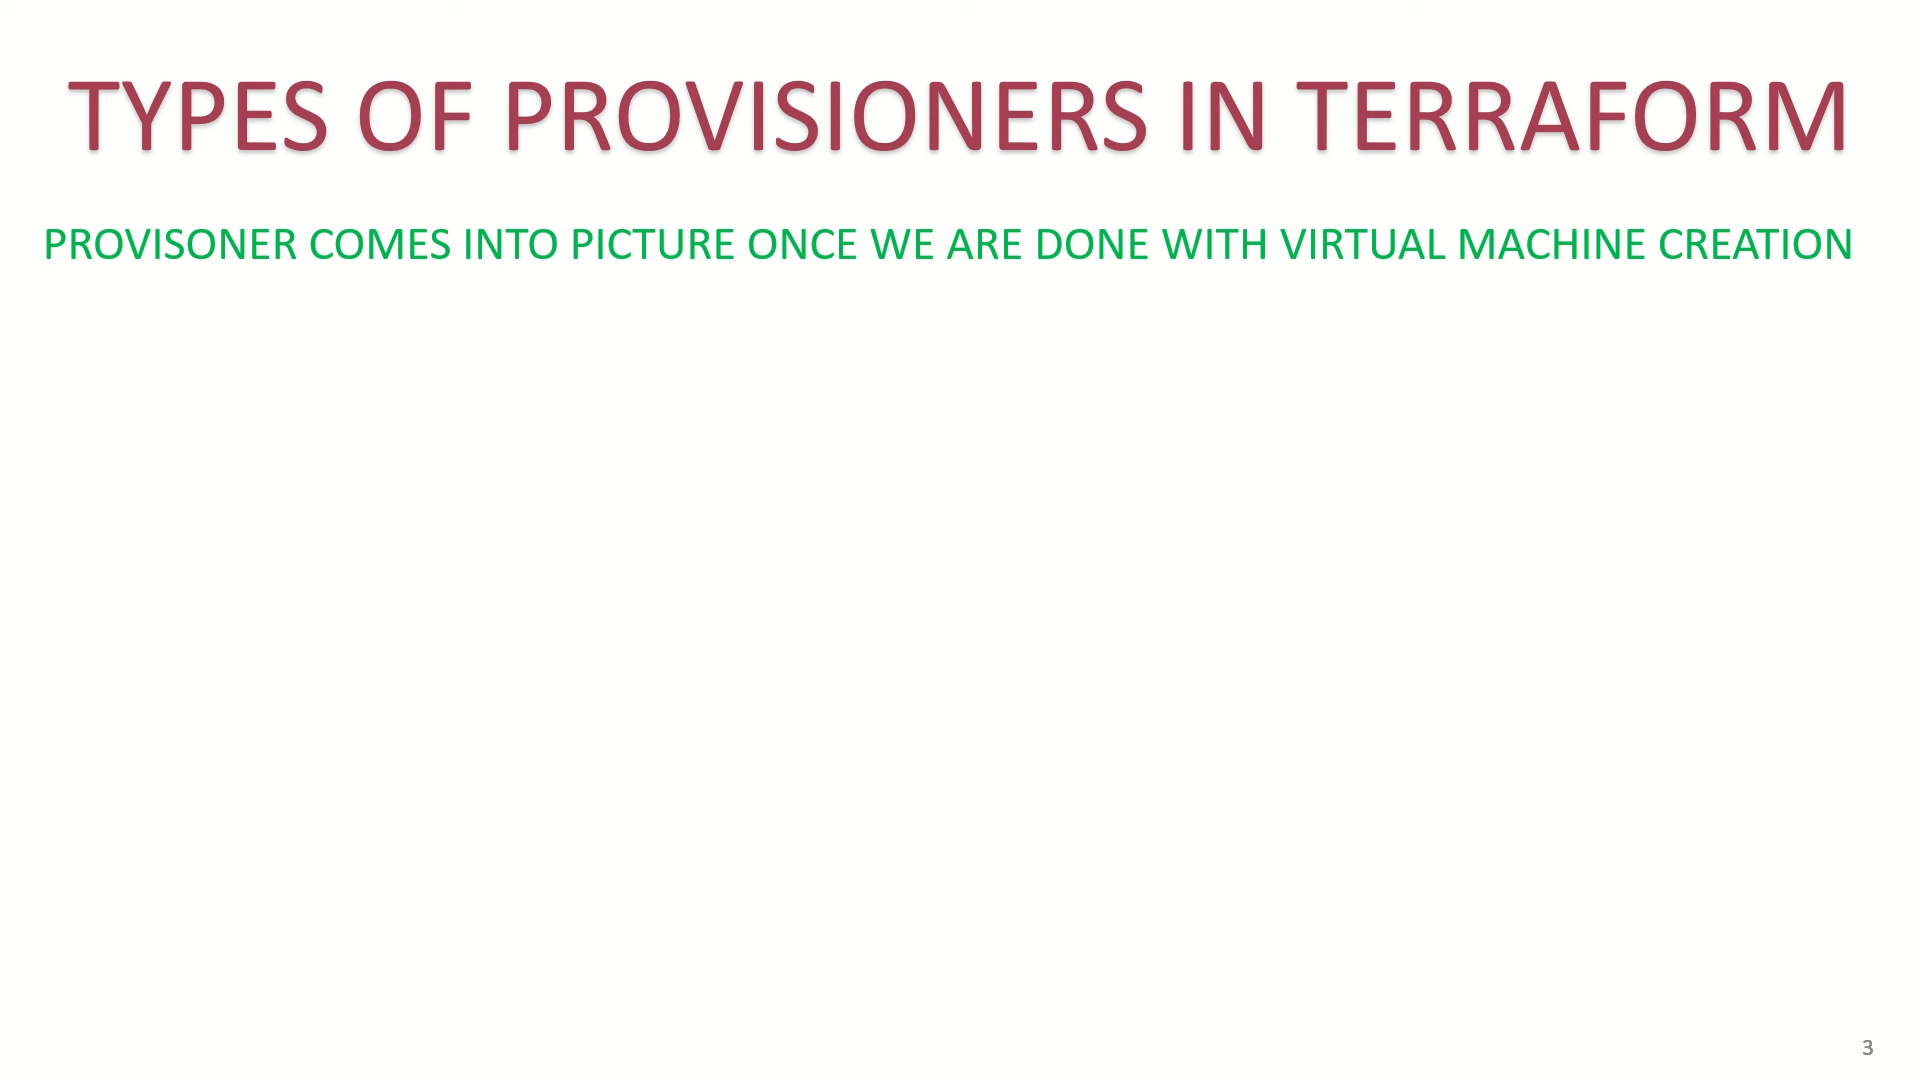 TYPES OF PROVISIONERS IN TERRAFORM
PROVISONER COMES INTO PICTURE ONCE WE ARE DONE WITH VIRTUAL MACHINE CREATION
3